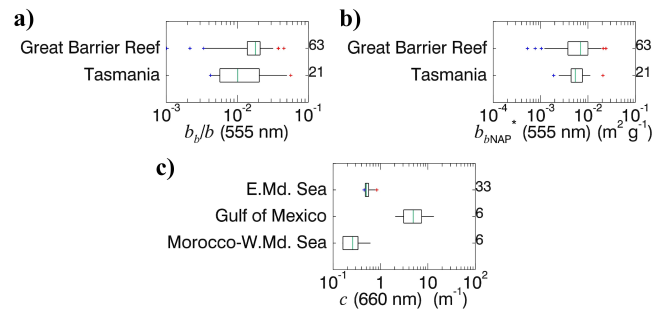 a)
Great Barrier Reef 63
Tasmania 21
10^-3 10^-2 10^-1
b_b/b (555 nm)
b)
Great Barrier Reef 63
Tasmania 21
10^-4 10^-3 10^-2 10^-1
b_bNAP^* (555 nm) (m^2 g^-1)
c)
E.Md. Sea 33
Gulf of Mexico 6
Morocco-W.Md. Sea 6
10^-1 1 10 10^2
c (660 nm) (m^-1)